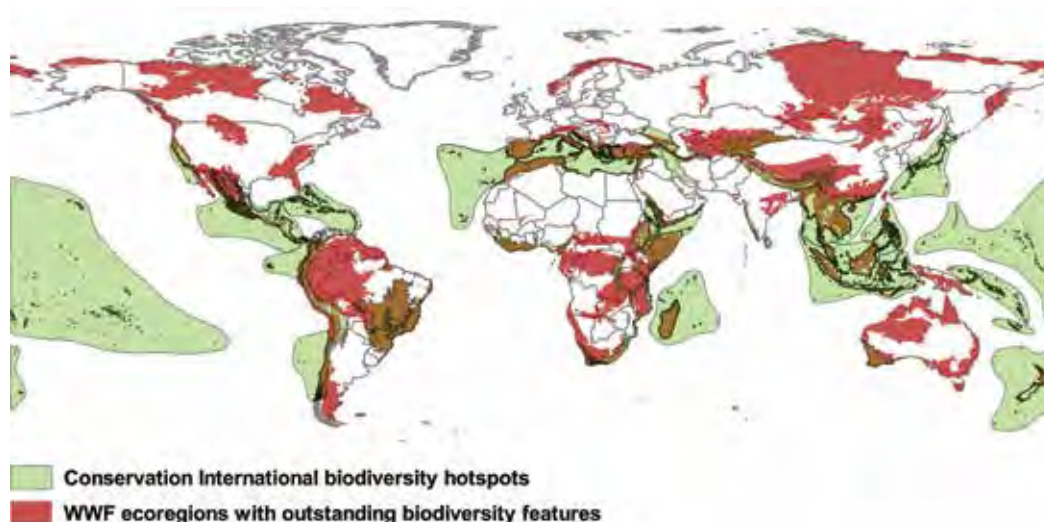 Conservation International biodiversity hotspots
WWF ecoregions with outstanding biodiversity features